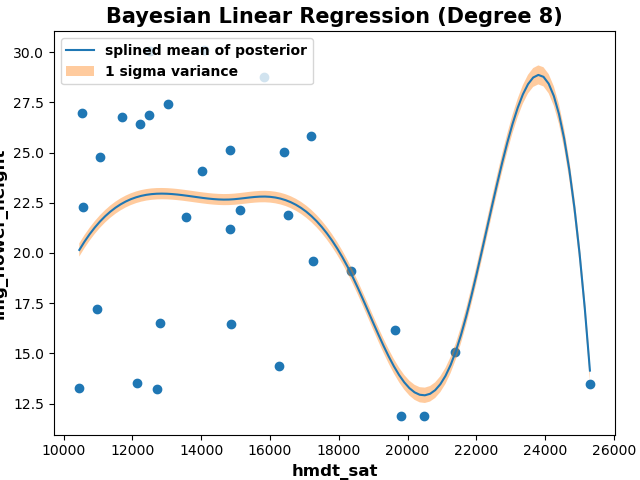 Bayesian Linear Regression (Degree 8)
splined mean of posterior
1 sigma variance
30.0
27.5
25.0
22.5
20.0
17.5
15.0
12.5
10000 12000 14000 16000 18000 20000 22000 24000 26000
hmdt_sat